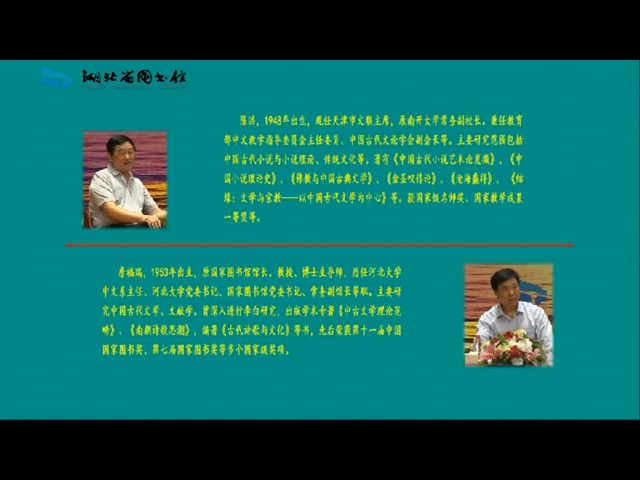 湖北省图书馆
陈洪，1948年出生，现任天津市文联主席，原南开大学常务副校长。兼任教育
部中文教学指导委员会主任委员、中国古代文论学会副会长等。主要研究范围包括
中国古代小说与小说理论、传统文化等，著有《中国古代小说艺术论发微》、《中
国小说理论史》、《佛教与中国古典文学》、《金圣叹传论》、《沧海蠡得》、《结
缘：文学与宗教——以中国古代文学为中心》等。获国家级名师奖、国家教学成果
一等奖等。
詹福瑞，1953年出生，原国家图书馆馆长。教授、博士生导师，历任河北大学
中文系主任、河北大学党委书记、国家图书馆党委书记、常务副馆长等职。主要研
究中国古代文学、文献学。曾深入进行李白研究，出版学术专著《中古文学理论范
畴》、《南朝诗歌思潮》，编著《古代诗歌与文化》等书，先后荣获第十一届中国
国家图书奖、第七届国家图书奖等多个国家级奖项。